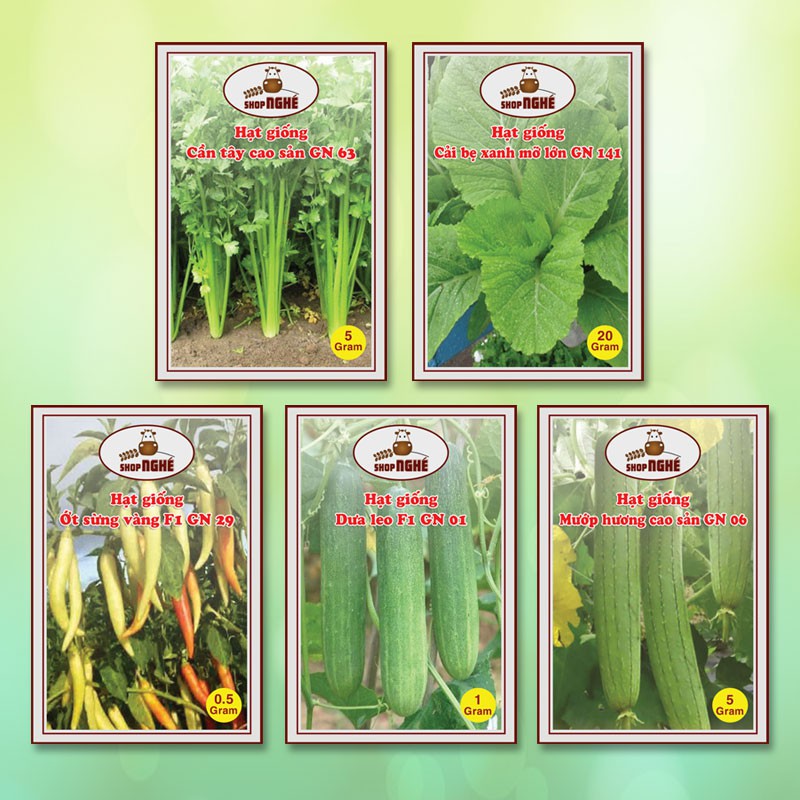 SHOP NGHÉ
Hạt giống
Cần tây cao sản GN 63
5
Gram
SHOP NGHÉ
Hạt giống
Cải bẹ xanh mỡ lớn GN 141
20
Gram
SHOP NGHÉ
Hạt giống
Ớt sừng vàng F1 GN 29
0.5
Gram
SHOP NGHÉ
Hạt giống
Dưa leo F1 GN 01
1
Gram
SHOP NGHÉ
Hạt giống
Mướp hương cao sản GN 06
5
Gram